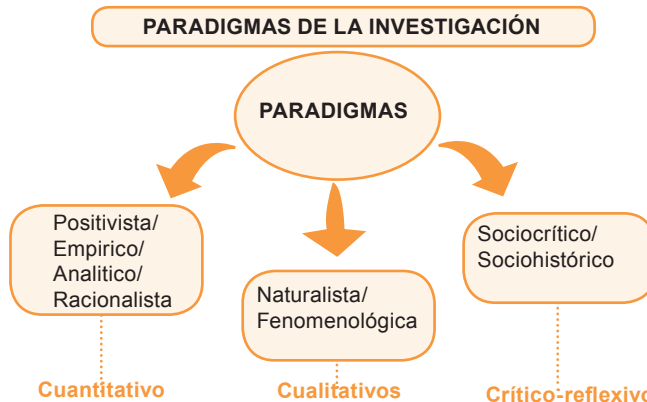 PARADIGMAS DE LA INVESTIGACIÓN
PARADIGMAS
Positivista/
Empirico/
Analitico/
Racionalista
Naturalista/
Fenomenológica
Sociocrítico/
Sociohistórico
Cuantitativo
Cualitativos
Crítico-reflexivo